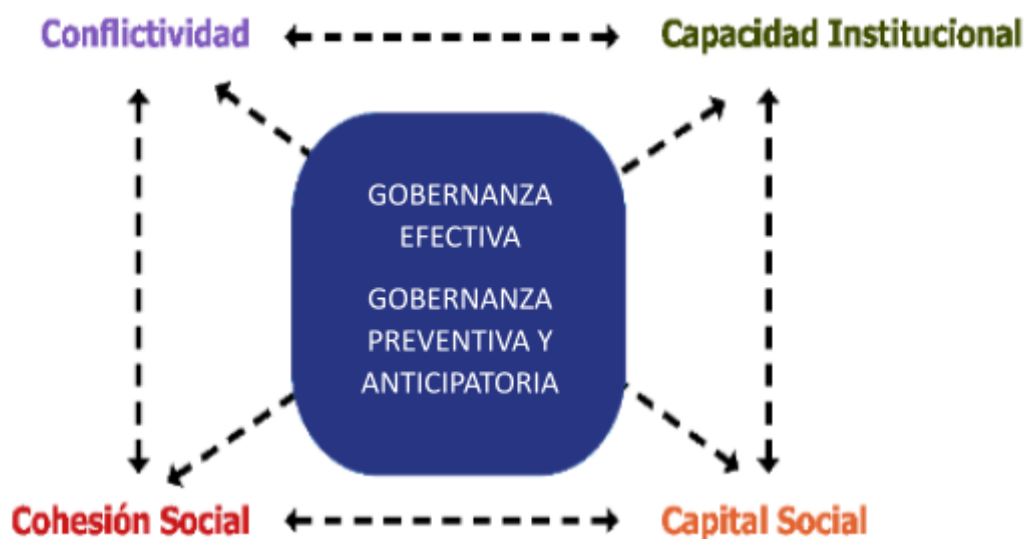 Conflictividad
Capacidad Institucional
GOBERNANZA
EFECTIVA
GOBERNANZA
PREVENTIVA Y
ANTICIPATORIA
Cohesión Social
Capital Social